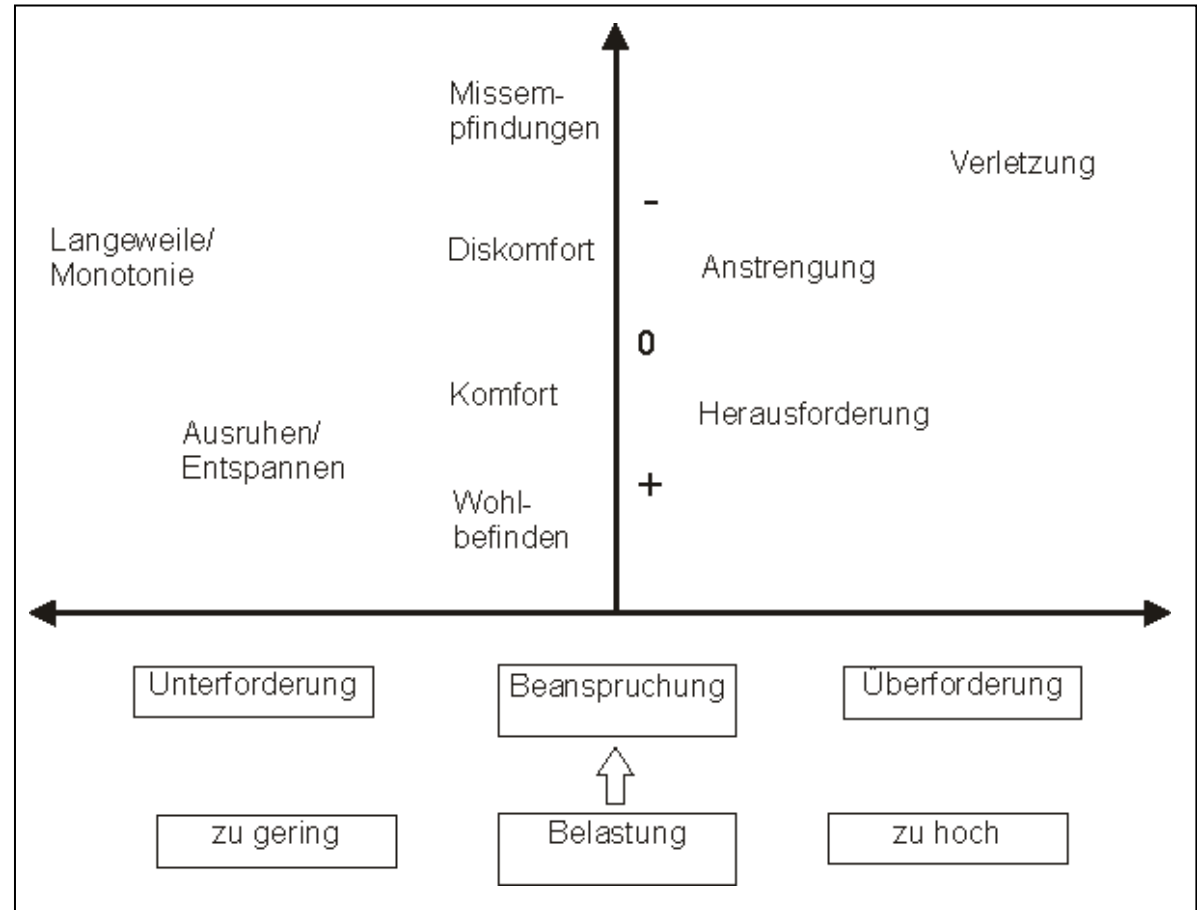 Missem-
pfindungen
Verletzung
-
Langeweile/
Monotonie
Diskomfort
Anstrengung
0
Komfort
Herausforderung
Ausruhen/
Entspannen
+
Wohl-
befinden
Unterforderung
Beanspruchung
Überforderung
zu gering
Belastung
zu hoch